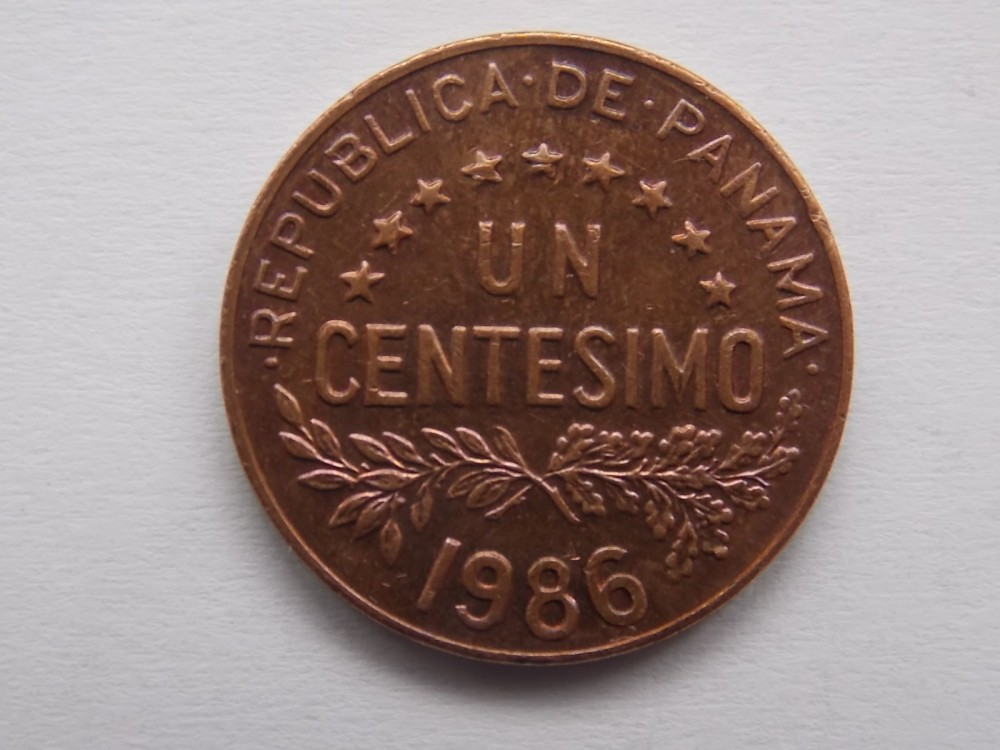 ·REPUBLICA·DE·PANAMA·
UN
CENTESIMO
1986